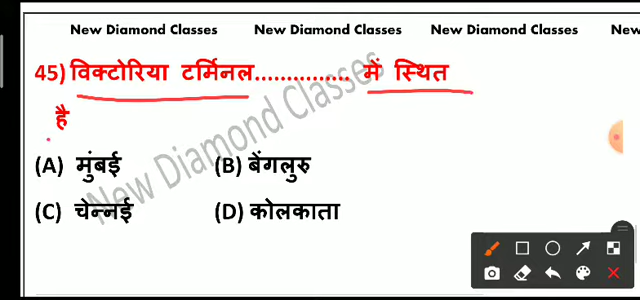 New Diamond Classes New Diamond Classes New Diamond Classes New
45) विक्टोरिया टर्मिनल............... में स्थित
है
(A) मुंबई (B) बेंगलुरु
(C) चेन्नई (D) कोलकाता
New Diamond Classes